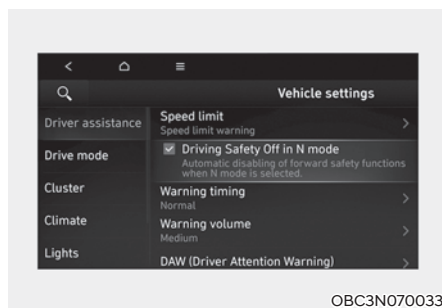 Vehicle settings
Driver assistance
Drive mode
Cluster
Climate
Lights
Speed limit
Speed limit warning
Driving Safety Off in N mode
Automatic disabling of forward safety functions
when N mode is selected.
Warning timing
Normal
Warning volume
Medium
DAW (Driver Attention Warning)
OBC3N070033